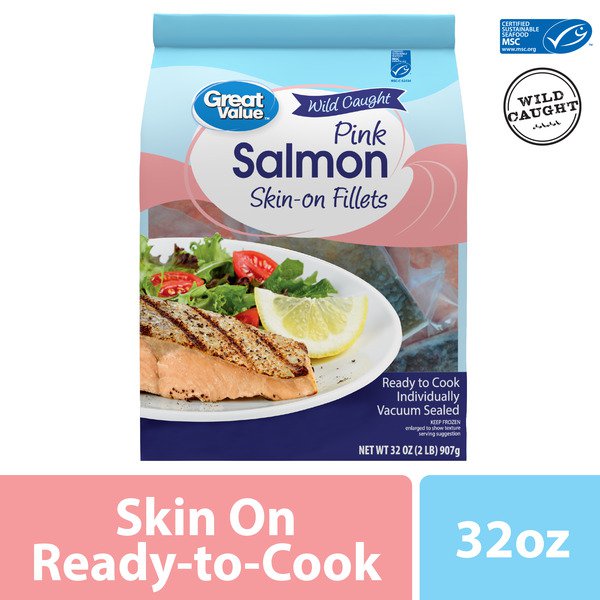 CERTIFIED
SUSTAINABLE
SEAFOOD
MSC
www.msc.org
WILD
CAUGHT
Great
Value
Wild Caught
Pink
Salmon
Skin-on Fillets
Ready to Cook
Individually
Vacuum Sealed
KEEP FROZEN
enlarged to show texture
serving suggestion
NET WT 32 OZ (2 LB) 907g
Skin On
Ready-to-Cook
32oz